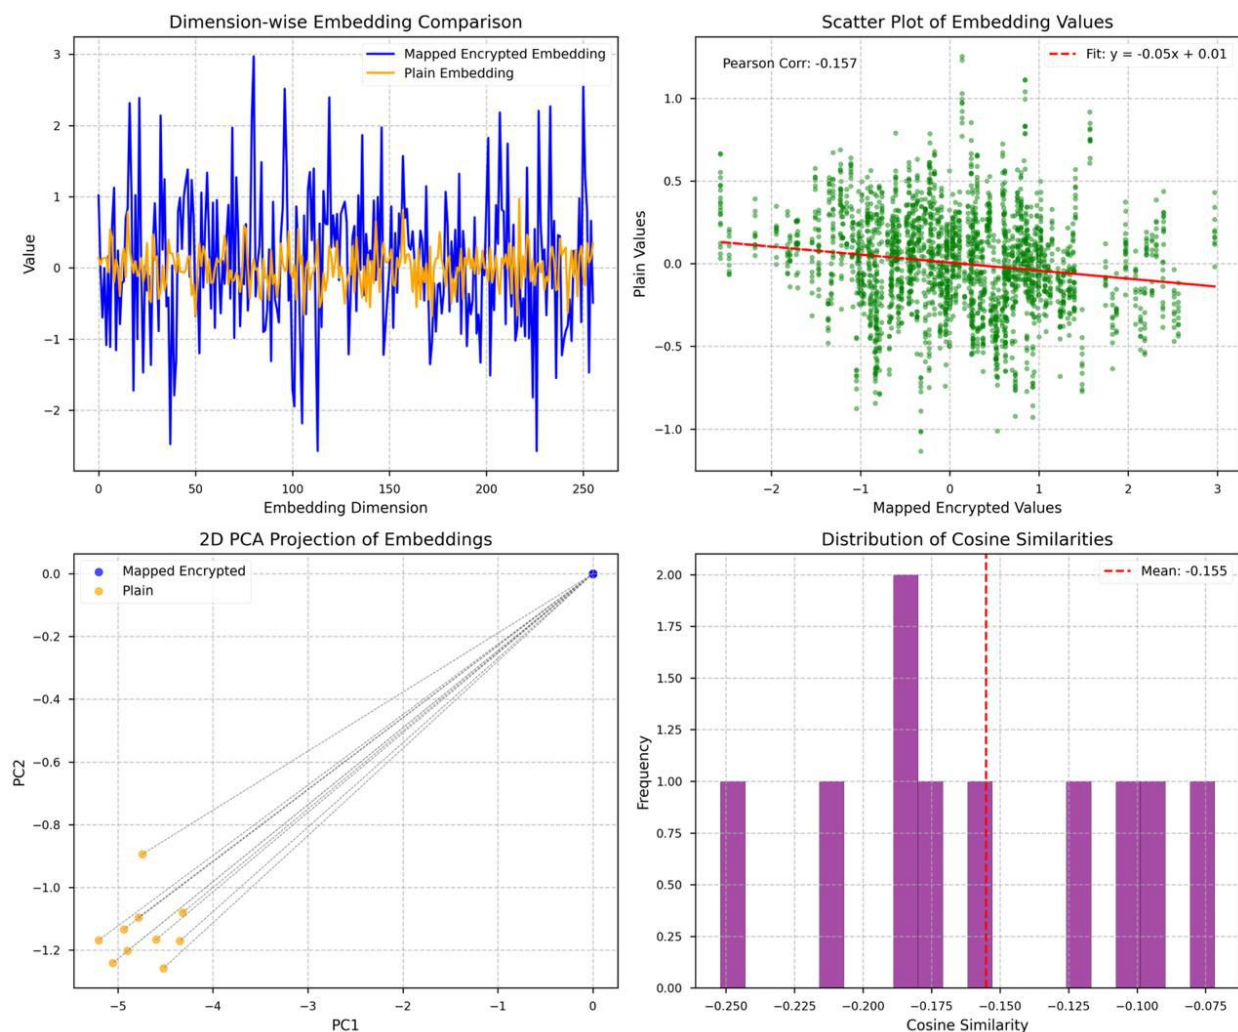 Dimension-wise Embedding Comparison
Mapped Encrypted Embedding
Plain Embedding
Value
3
2
1
0
−1
−2
0
50
100
150
200
250
Embedding Dimension
Scatter Plot of Embedding Values
Pearson Corr: -0.157
Fit: y = -0.05x + 0.01
Plain Values
1.0
0.5
0.0
−0.5
−1.0
−2
−1
0
1
2
3
Mapped Encrypted Values
2D PCA Projection of Embeddings
Mapped Encrypted
Plain
PC2
0.0
−0.2
−0.4
−0.6
−0.8
−1.0
−1.2
−5
−4
−3
−2
−1
0
PC1
Distribution of Cosine Similarities
Mean: -0.155
Frequency
2.00
1.75
1.50
1.25
1.00
0.75
0.50
0.25
0.00
−0.250
−0.225
−0.200
−0.175
−0.150
−0.125
−0.100
−0.075
Cosine Similarity